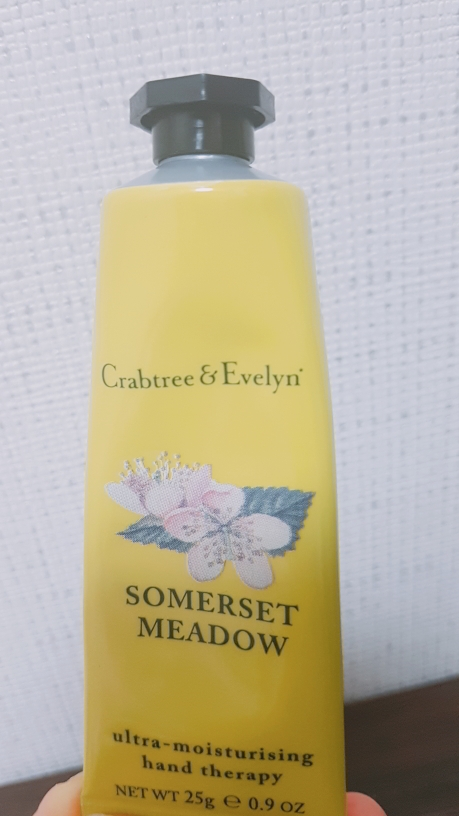 Crabtree & Evelyn®
SOMERSET
MEADOW
ultra-moisturising
hand therapy
NET WT 25g ℮ 0.9 OZ